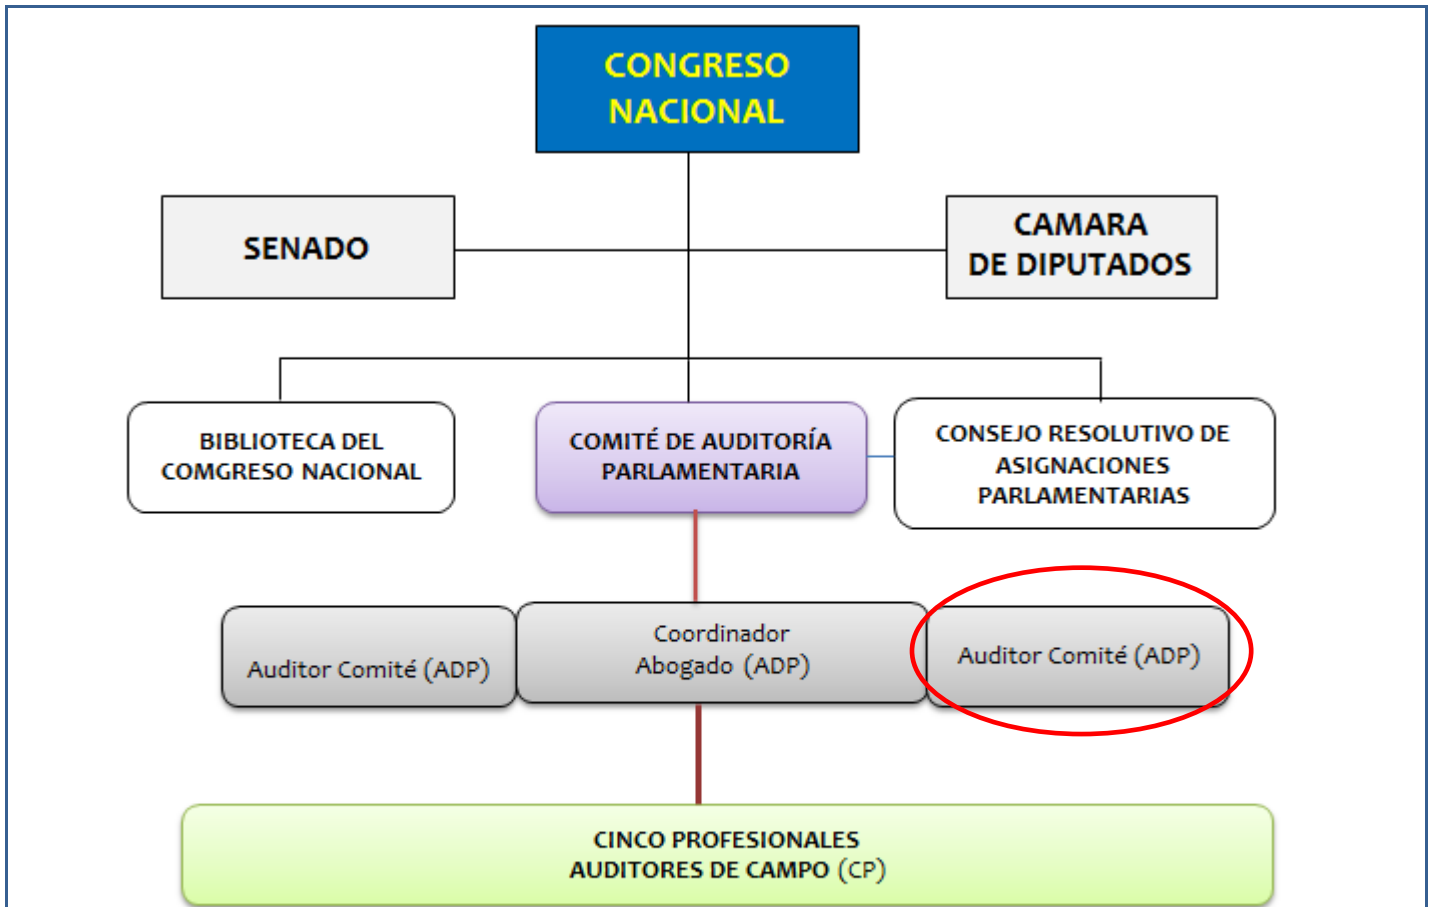 CONGRESO
NACIONAL
SENADO
CAMARA
DE DIPUTADOS
BIBLIOTECA DEL
COMGRESO NACIONAL
COMITÉ DE AUDITORÍA
PARLAMENTARIA
CONSEJO RESOLUTIVO DE
ASIGNACIONES
PARLAMENTARIAS
Auditor Comité (ADP)
Coordinador
Abogado (ADP)
Auditor Comité (ADP)
CINCO PROFESIONALES
AUDITORES DE CAMPO (CP)